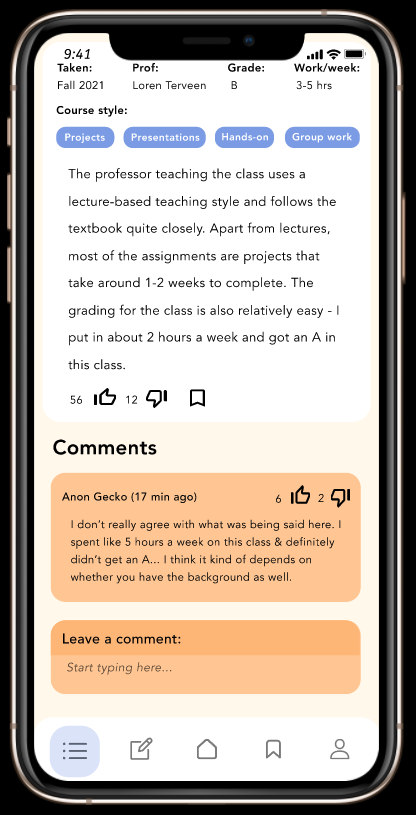 9:41
Taken: Prof: Grade: Work/week:
Fall 2021 Loren Terveen B 3-5 hrs
Course style:
Projects Presentations Hands-on Group work
The professor teaching the class uses a
lecture-based teaching style and follows the
textbook quite closely. Apart from lectures,
most of the assignments are projects that
take around 1-2 weeks to complete. The
grading for the class is also relatively easy - I
put in about 2 hours a week and got an A in
this class.
56 12
Comments
Anon Gecko (17 min ago) 6 2
I don't really agree with what was being said here. I
spent like 5 hours a week on this class & definitely
didn't get an A... I think it kind of depends on
whether you have the background as well.
Leave a comment:
Start typing here...